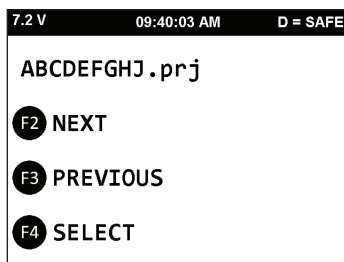 7.2 V 09:40:03 AM D = SAFE
ABCDEFGHJ.prj
F2 NEXT
F3 PREVIOUS
F4 SELECT